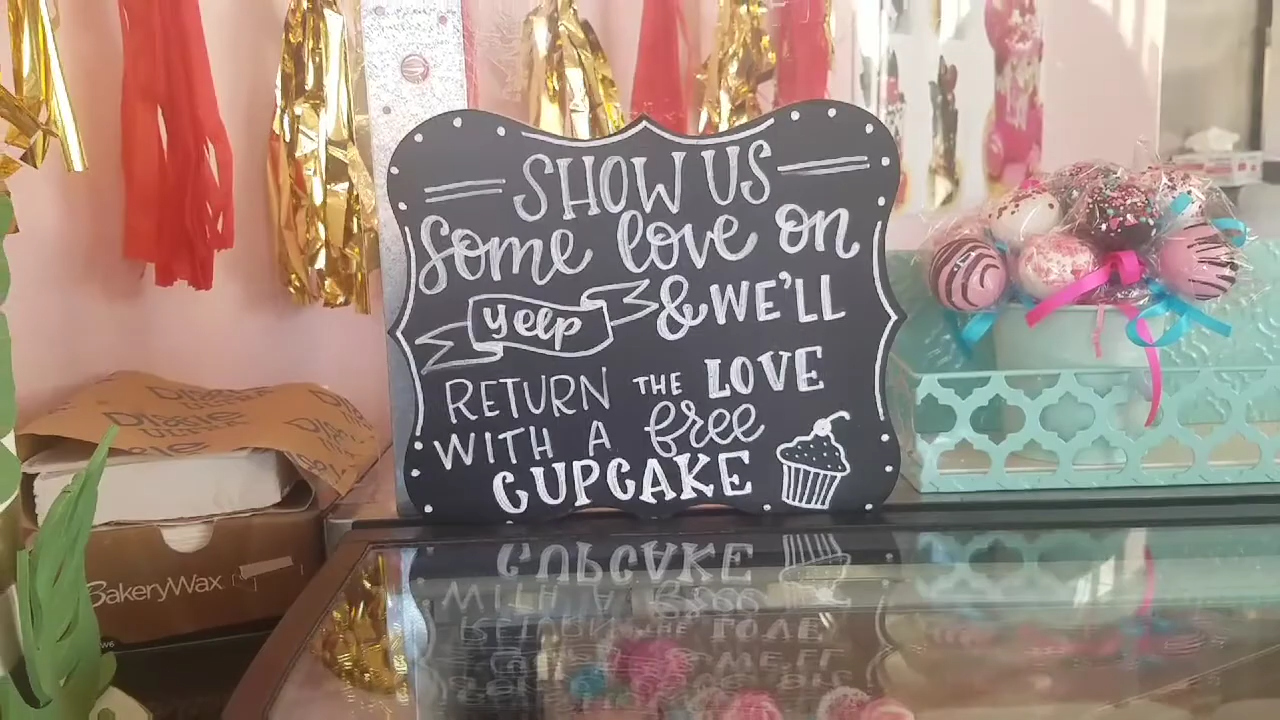 SHOW US
some love on
yelp & WE'LL
RETURN THE LOVE
WITH A free
CUPCAKE
BakeryWax